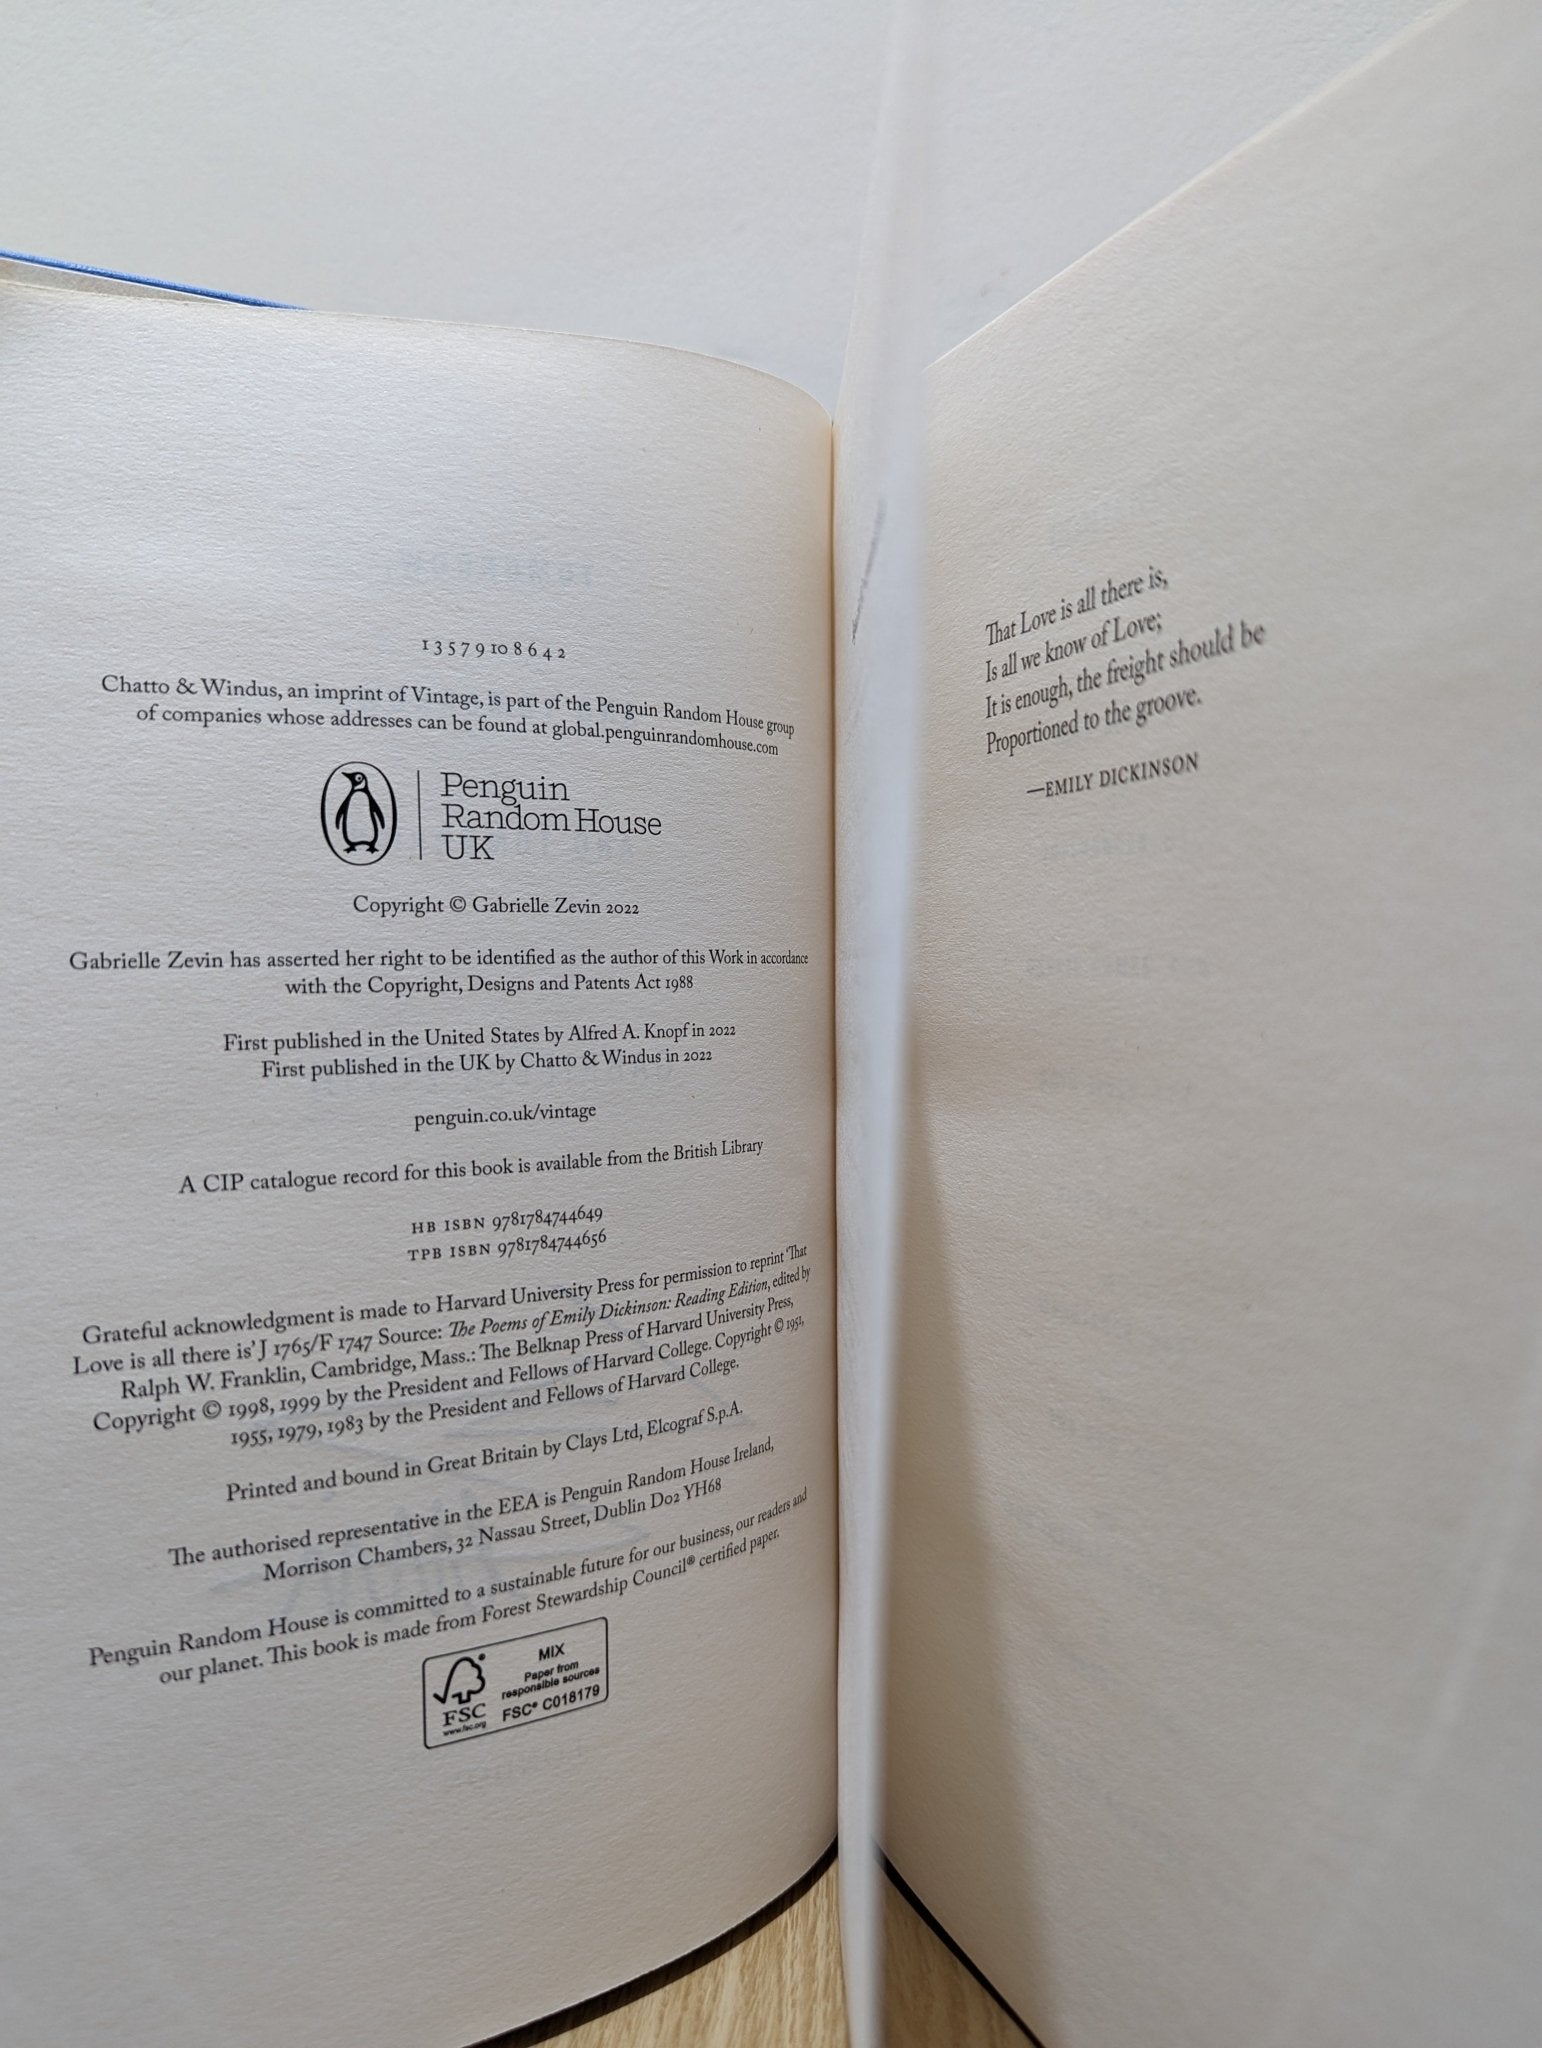 1 3 5 7 9 10 8 6 4 2
Chatto & Windus, an imprint of Vintage, is part of the Penguin Random House group
of companies whose addresses can be found at global.penguinrandomhouse.com
Penguin
Random House
UK
Copyright © Gabrielle Zevin 2022
Gabrielle Zevin has asserted her right to be identified as the author of this Work in accordance
with the Copyright, Designs and Patents Act 1988
First published in the United States by Alfred A. Knopf in 2022
First published in the UK by Chatto & Windus in 2022
penguin.co.uk/vintage
A CIP catalogue record for this book is available from the British Library
HB ISBN 9781784744649
TPB ISBN 9781784744656
Grateful acknowledgment is made to Harvard University Press for permission to reprint 'That
Love is all there is' J 1765/F 1747 Source: The Poems of Emily Dickinson: Reading Edition, edited by
Ralph W. Franklin, Cambridge, Mass.: The Belknap Press of Harvard University Press,
Copyright © 1998, 1999 by the President and Fellows of Harvard College. Copyright © 1951,
1955, 1979, 1983 by the President and Fellows of Harvard College.
Printed and bound in Great Britain by Clays Ltd, Elcograf S.p.A.
The authorised representative in the EEA is Penguin Random House Ireland,
Morrison Chambers, 32 Nassau Street, Dublin D02 YH68
Penguin Random House is committed to a sustainable future for our business, our readers and
our planet. This book is made from Forest Stewardship Council® certified paper.
FSC
www.fsc.org
MIX
Paper from
responsible sources
FSC® C018179
That Love is all there is,
Is all we know of Love;
It is enough, the freight should be
Proportioned to the groove.
—EMILY DICKINSON